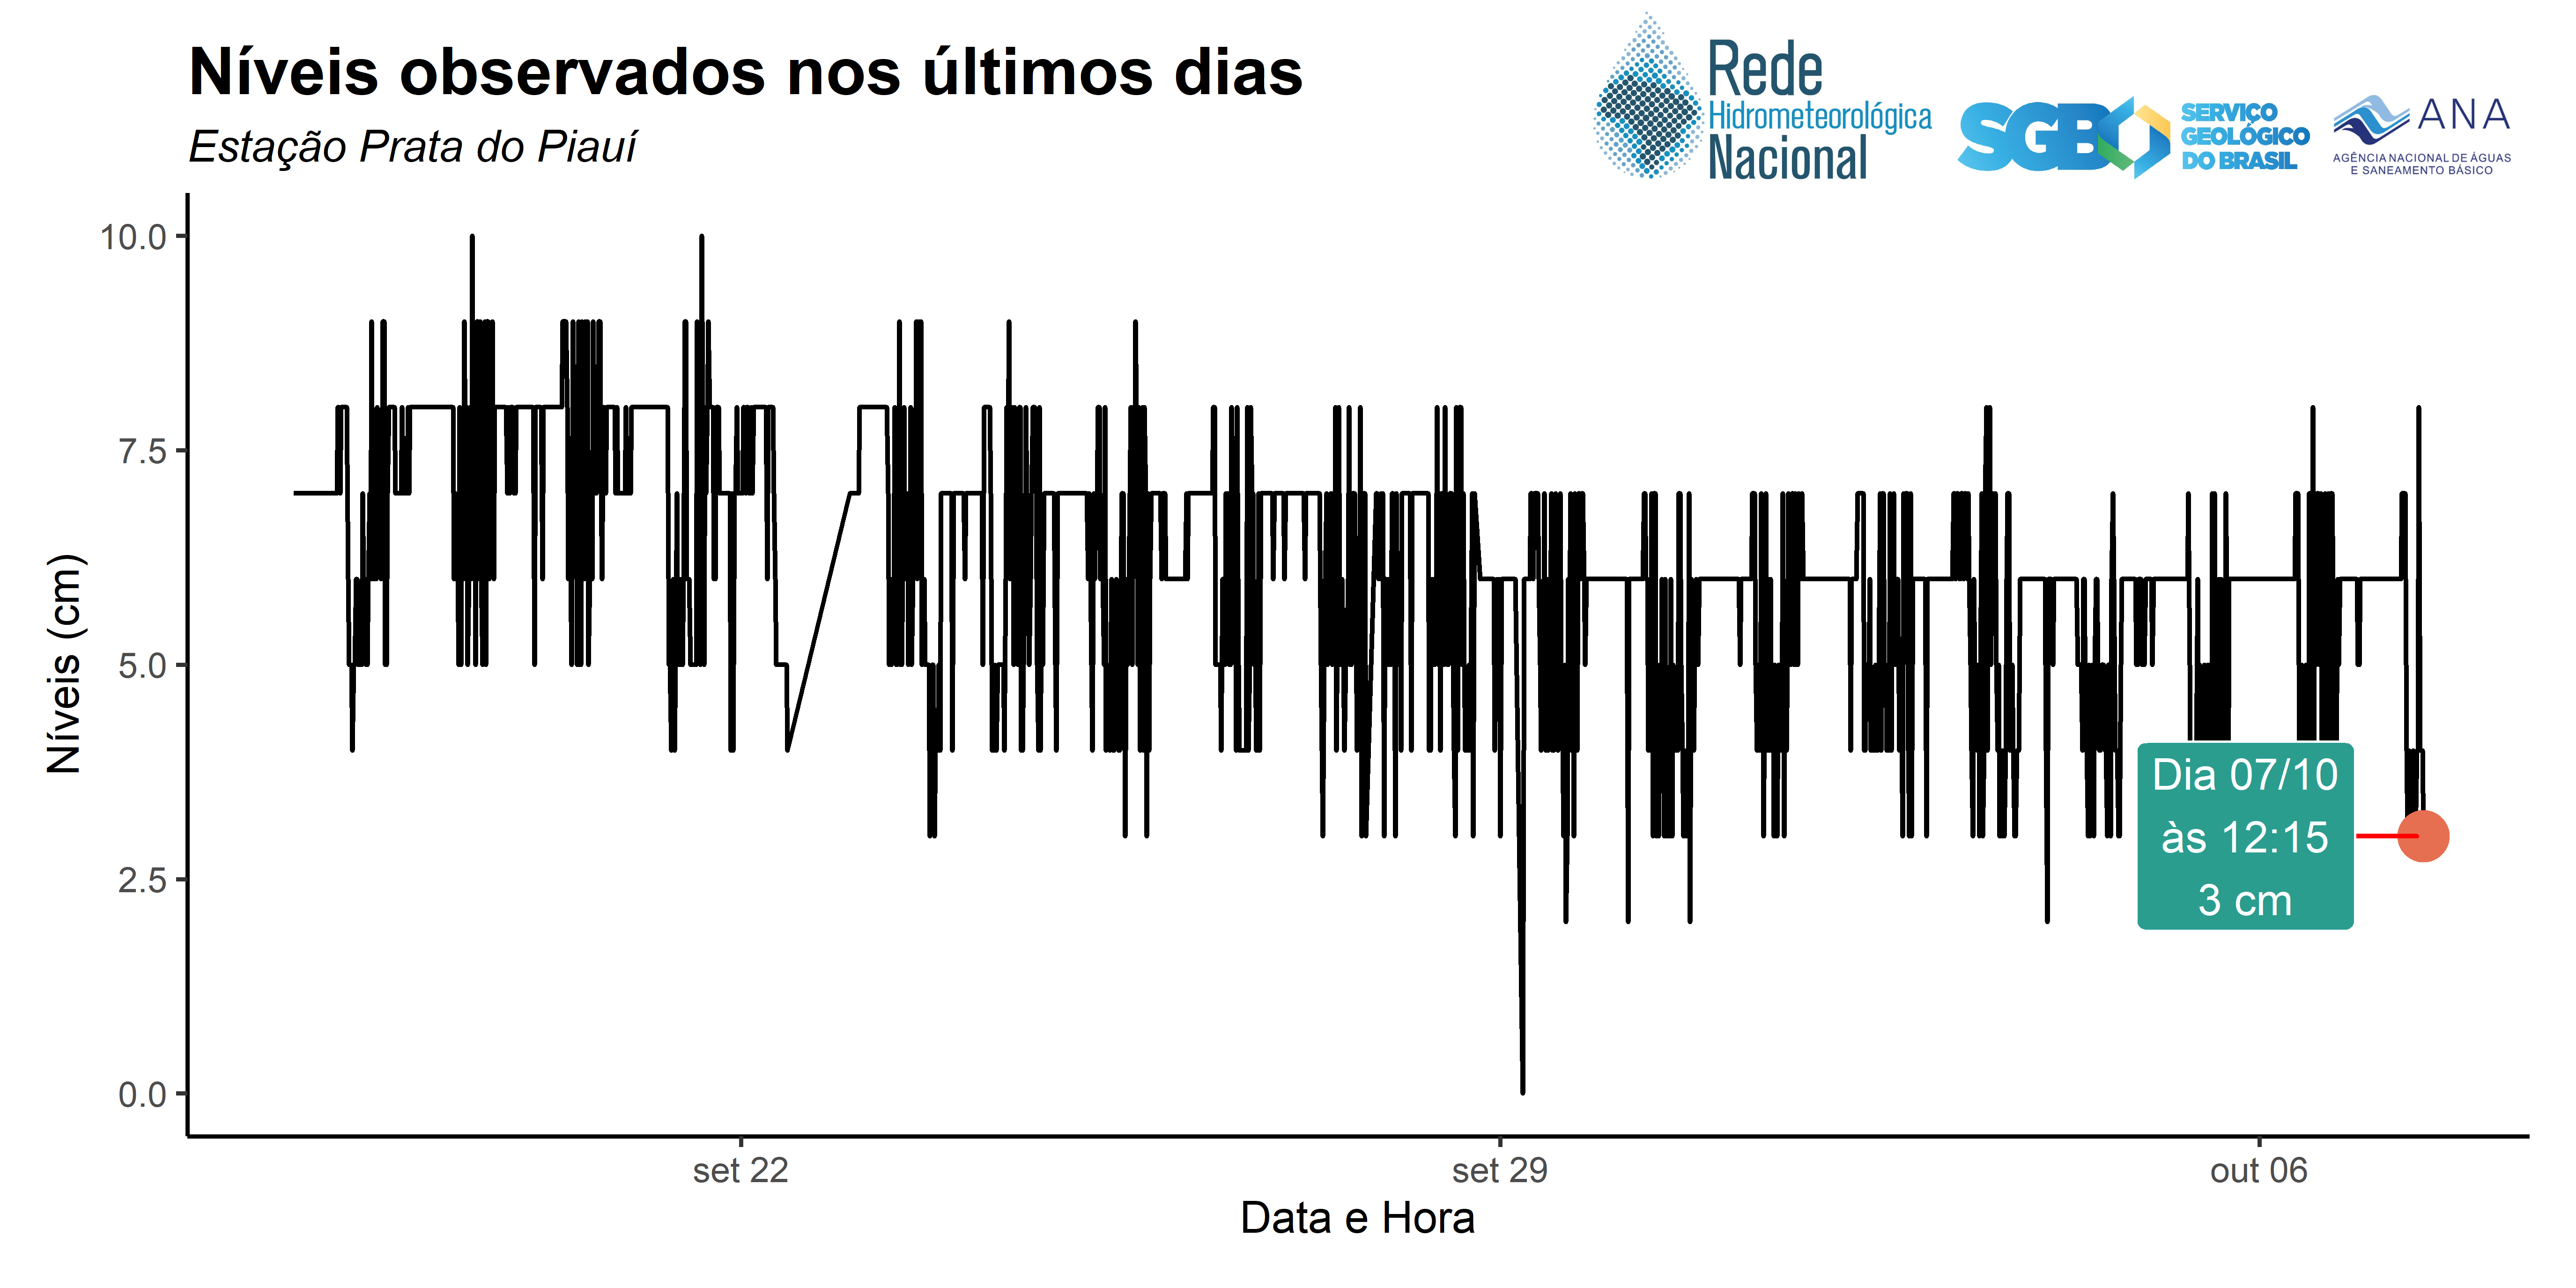 Níveis observados nos últimos dias
Estação Prata do Piauí
Rede
Hidrometeorológica
Nacional
SGB
SERVIÇO
GEOLÓGICO
DO BRASIL
ANA
AGÊNCIA NACIONAL DE ÁGUAS
E SANEAMENTO BÁSICO
Níveis (cm)
10.0
7.5
5.0
2.5
0.0
Dia 07/10
às 12:15
3 cm
set 22
set 29
out 06
Data e Hora